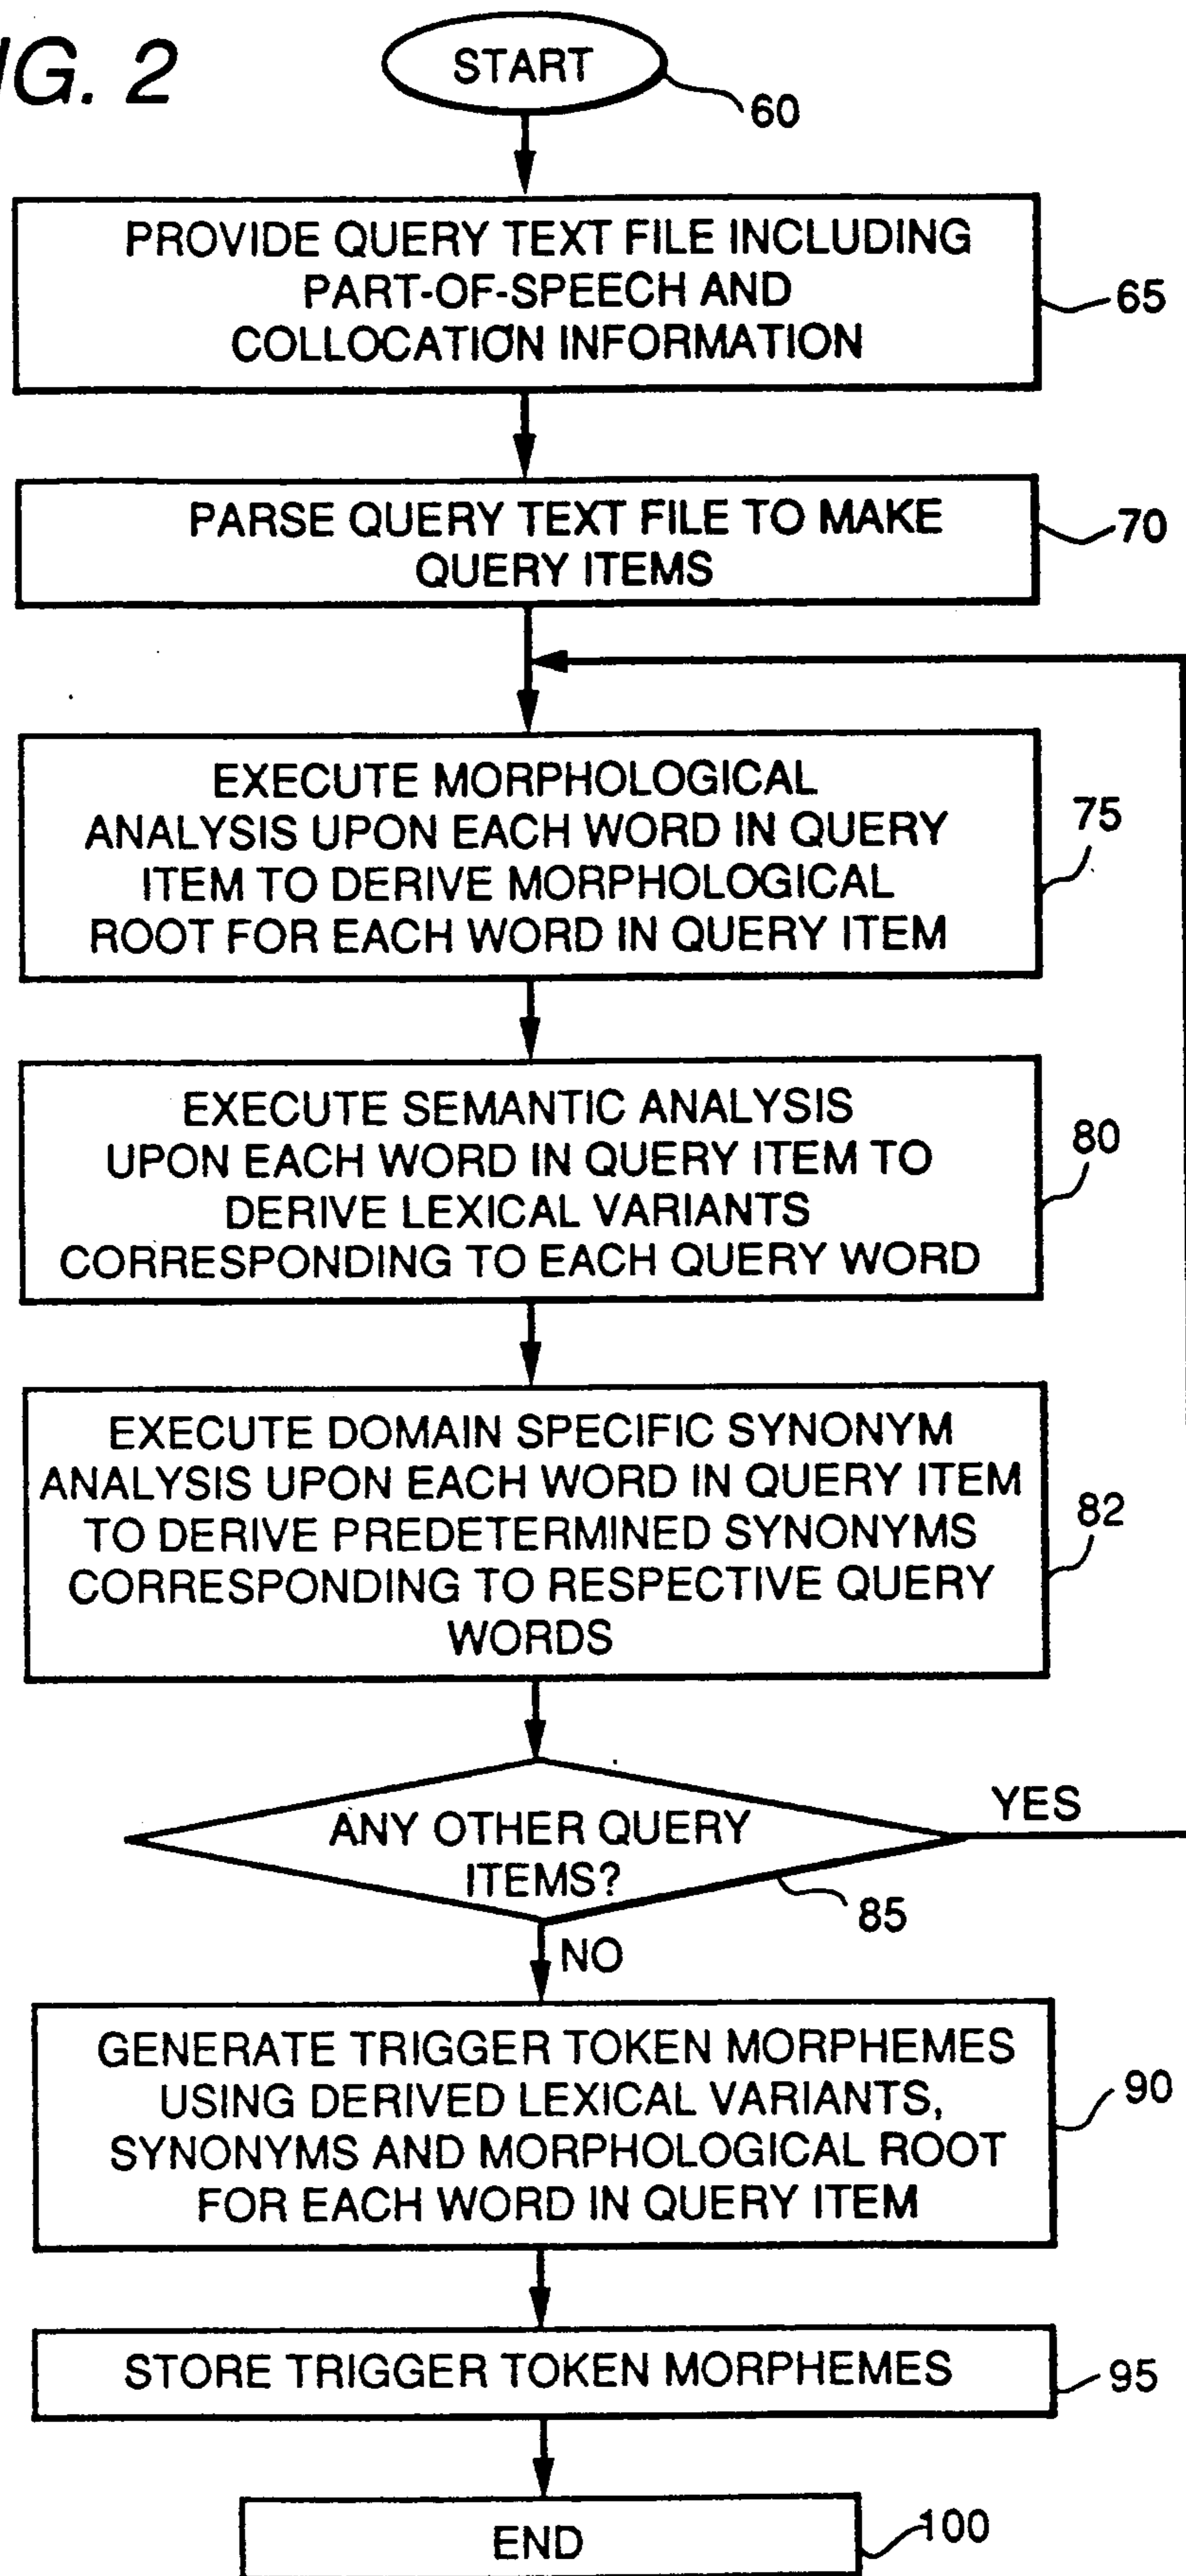 IG. 2
START
60
PROVIDE QUERY TEXT FILE INCLUDING
PART-OF-SPEECH AND
COLLOCATION INFORMATION
65
PARSE QUERY TEXT FILE TO MAKE
QUERY ITEMS
70
EXECUTE MORPHOLOGICAL
ANALYSIS UPON EACH WORD IN QUERY
ITEM TO DERIVE MORPHOLOGICAL
ROOT FOR EACH WORD IN QUERY ITEM
75
EXECUTE SEMANTIC ANALYSIS
UPON EACH WORD IN QUERY ITEM TO
DERIVE LEXICAL VARIANTS
CORRESPONDING TO EACH QUERY WORD
80
EXECUTE DOMAIN SPECIFIC SYNONYM
ANALYSIS UPON EACH WORD IN QUERY ITEM
TO DERIVE PREDETERMINED SYNONYMS
CORRESPONDING TO RESPECTIVE QUERY
WORDS
82
ANY OTHER QUERY
ITEMS?
YES
85
NO
GENERATE TRIGGER TOKEN MORPHEMES
USING DERIVED LEXICAL VARIANTS,
SYNONYMS AND MORPHOLOGICAL ROOT
FOR EACH WORD IN QUERY ITEM
90
STORE TRIGGER TOKEN MORPHEMES
95
END
100